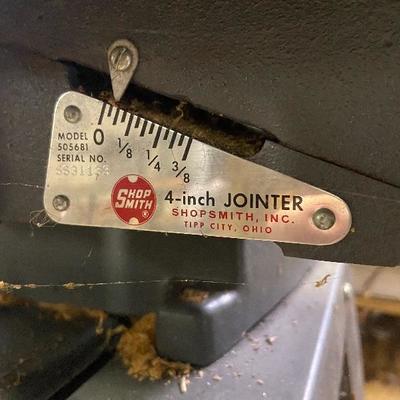 MODEL
505681
SERIAL NO.
0 1/8 1/4 3/8
SHOP
SMITH
®
4-inch JOINTER
SHOPSMITH, INC.
TIPP CITY, OHIO